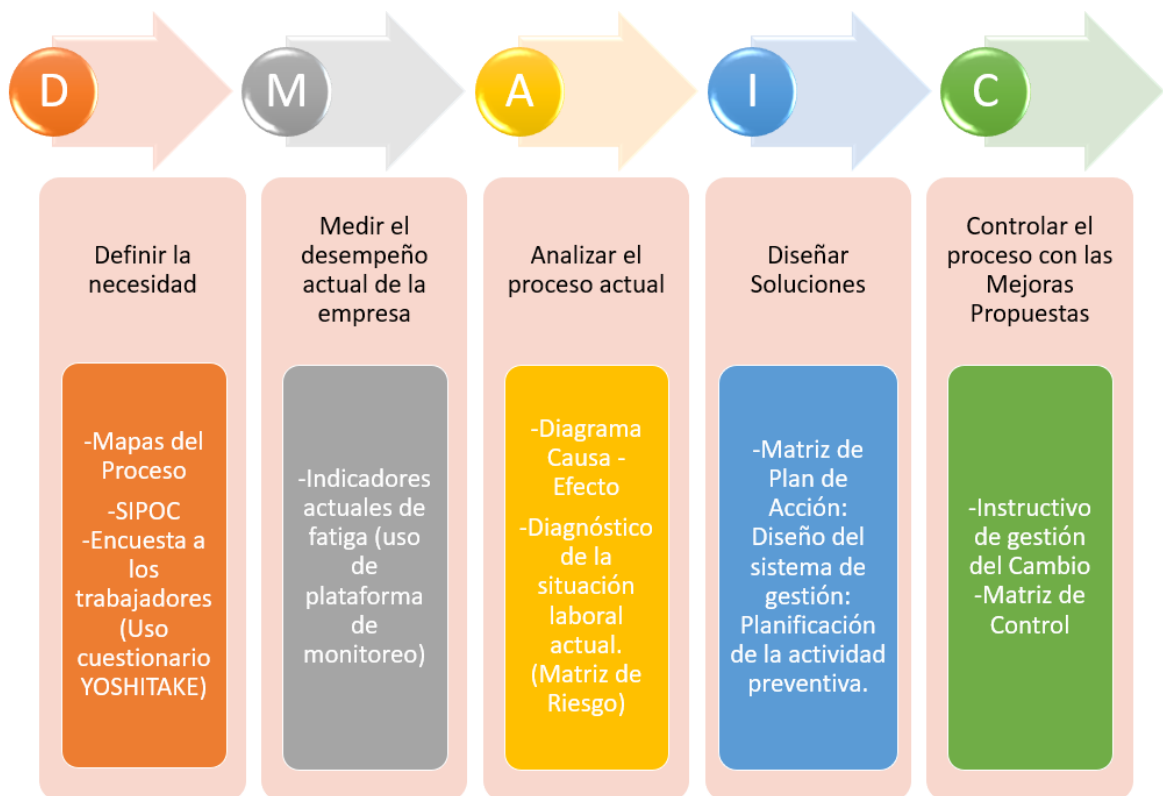 D
M
A
I
C
Definir la
necesidad
-Mapas del
Proceso
-SIPOC
-Encuesta a
los
trabajadores
(Uso
cuestionario
YOSHITAKE)
Medir el
desempeño
actual de la
empresa
-Indicadores
actuales de
fatiga (uso
de
plataforma
de
monitoreo)
Analizar el
proceso actual
-Diagrama
Causa -
Efecto
-Diagnóstico
de la
situación
laboral
actual.
(Matriz de
Riesgo)
Diseñar
Soluciones
-Matriz de
Plan de
Acción:
Diseño del
sistema de
gestión:
Planificación
de la actividad
preventiva.
Controlar el
proceso con las
Mejoras
Propuestas
-Instructivo
de gestión
del Cambio
-Matriz de
Control